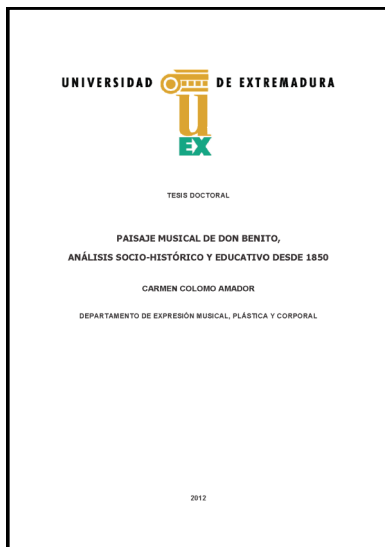 UNIVERSIDAD DE EXTREMADURA
U
EX
TESIS DOCTORAL
PAISAJE MUSICAL DE DON BENITO,
ANÁLISIS SOCIO-HISTÓRICO Y EDUCATIVO DESDE 1850
CARMEN COLOMO AMADOR
DEPARTAMENTO DE EXPRESIÓN MUSICAL, PLÁSTICA Y CORPORAL
2012